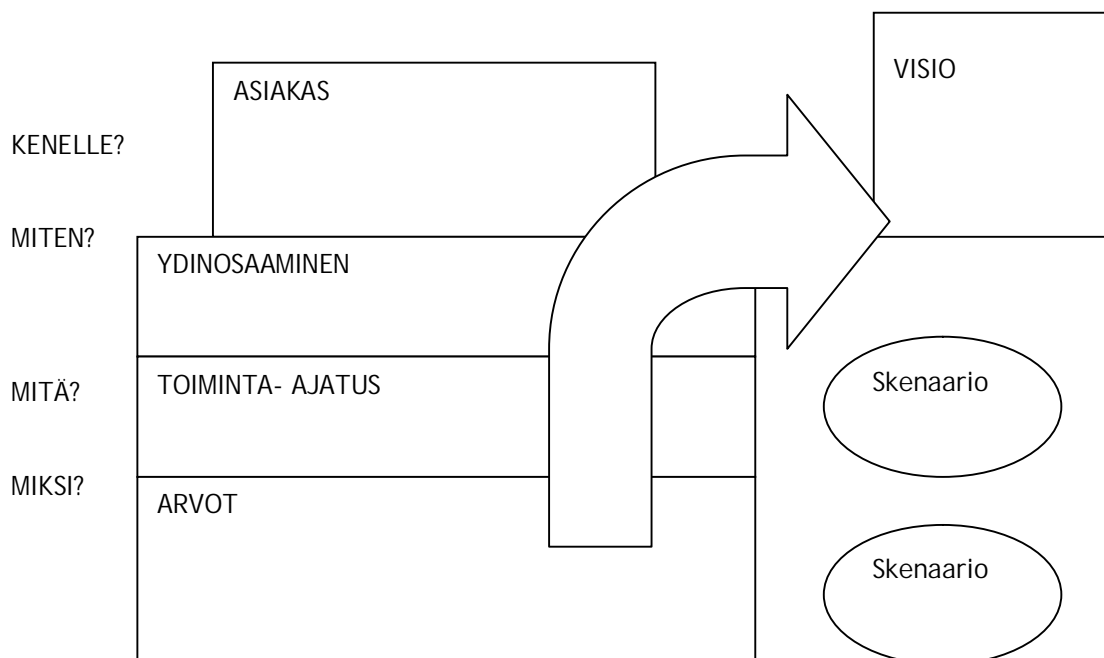 VISIO
ASIAKAS
KENELLE?
MITEN?
YDINOSAAMINEN
MITÄ?
TOIMINTA- AJATUS
Skenaario
MIKSI?
ARVOT
Skenaario